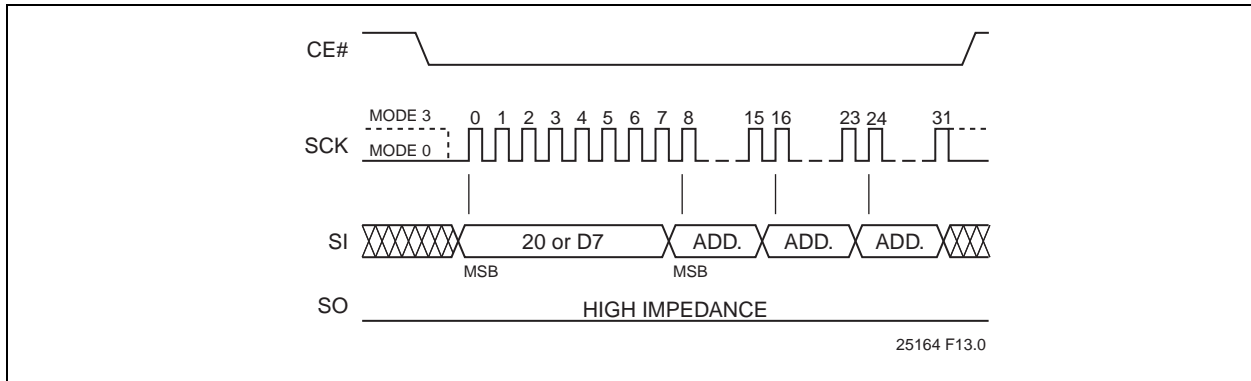 CE#
MODE 3
0 1 2 3 4 5 6 7 8 15 16 23 24 31
SCK
MODE 0
SI
20 or D7
ADD.
ADD.
ADD.
MSB
MSB
SO
HIGH IMPEDANCE
25164 F13.0